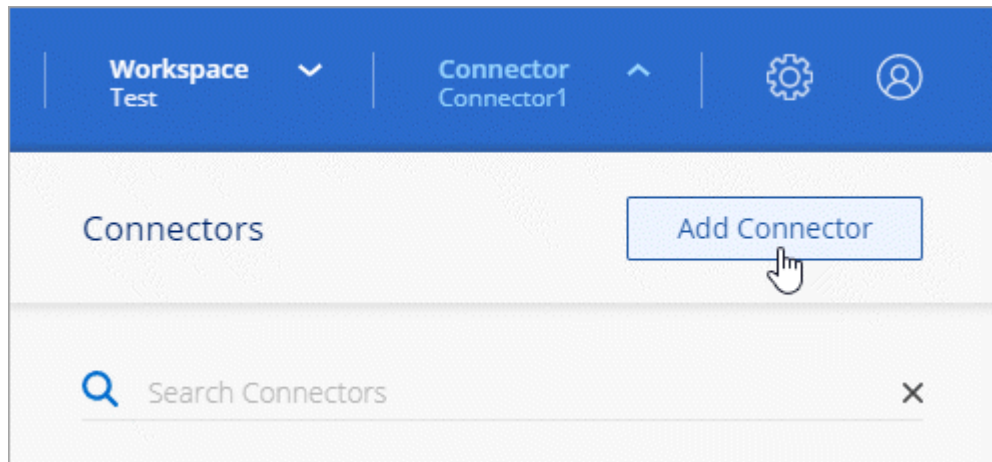 Workspace
Test
Connector
Connector1
Connectors
Add Connector
Search Connectors